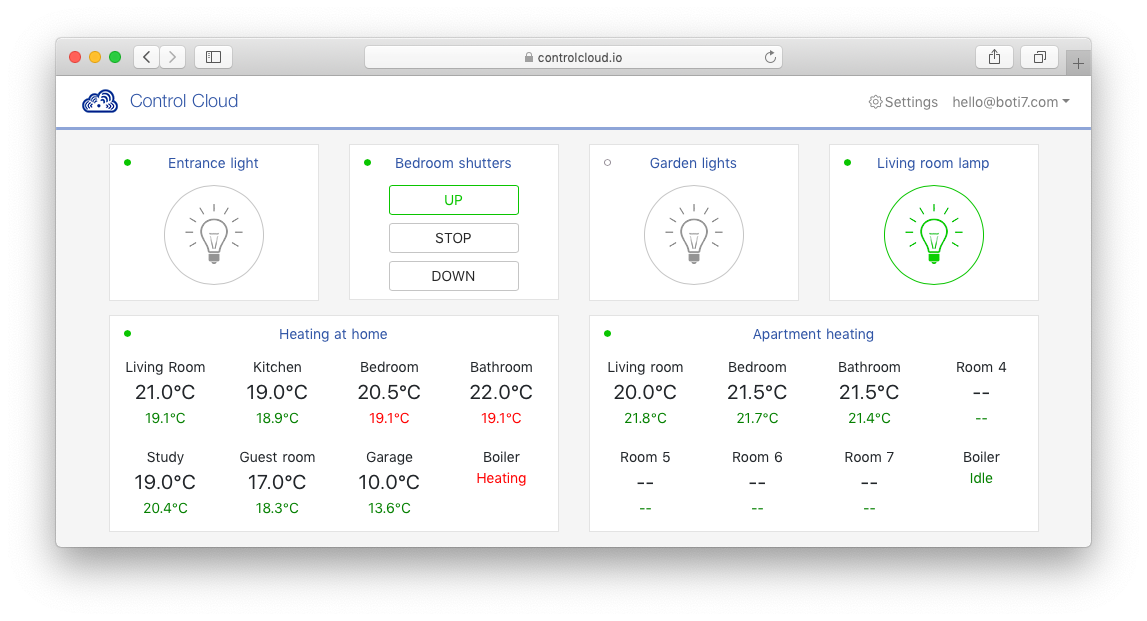 controlcloud.io
Control Cloud
Settings hello@boti7.com
Entrance light
Bedroom shutters
UP
STOP
DOWN
Garden lights
Living room lamp
Heating at home
Living Room Kitchen Bedroom Bathroom
21.0°C 19.0°C 20.5°C 22.0°C
19.1°C 18.9°C 19.1°C 19.1°C
Study Guest room Garage Boiler
19.0°C 17.0°C 10.0°C Heating
20.4°C 18.3°C 13.6°C
Apartment heating
Living room Bedroom Bathroom Room 4
20.0°C 21.5°C 21.5°C --
21.8°C 21.7°C 21.4°C --
Room 5 Room 6 Room 7 Boiler
-- -- -- Idle
-- -- --